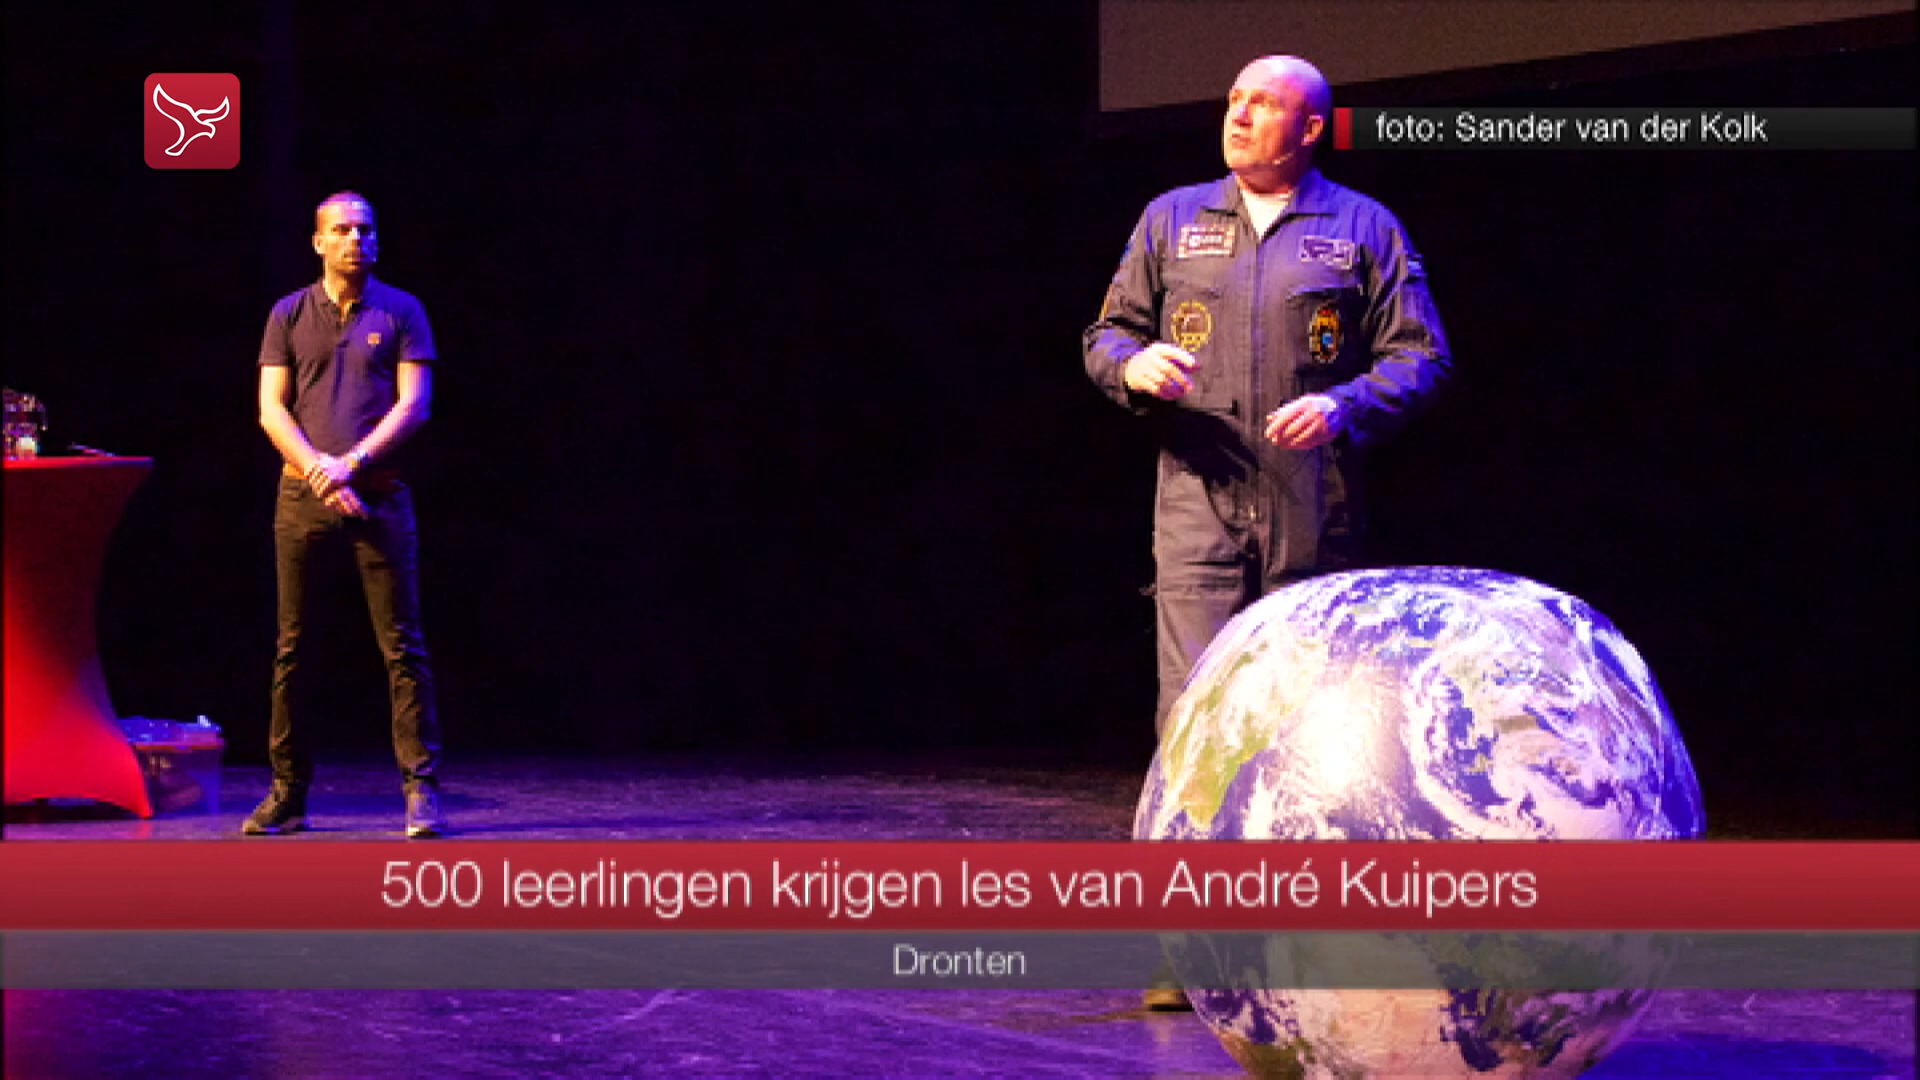 foto: Sander van der Kolk
500 leerlingen krijgen les van André Kuipers
Dronten